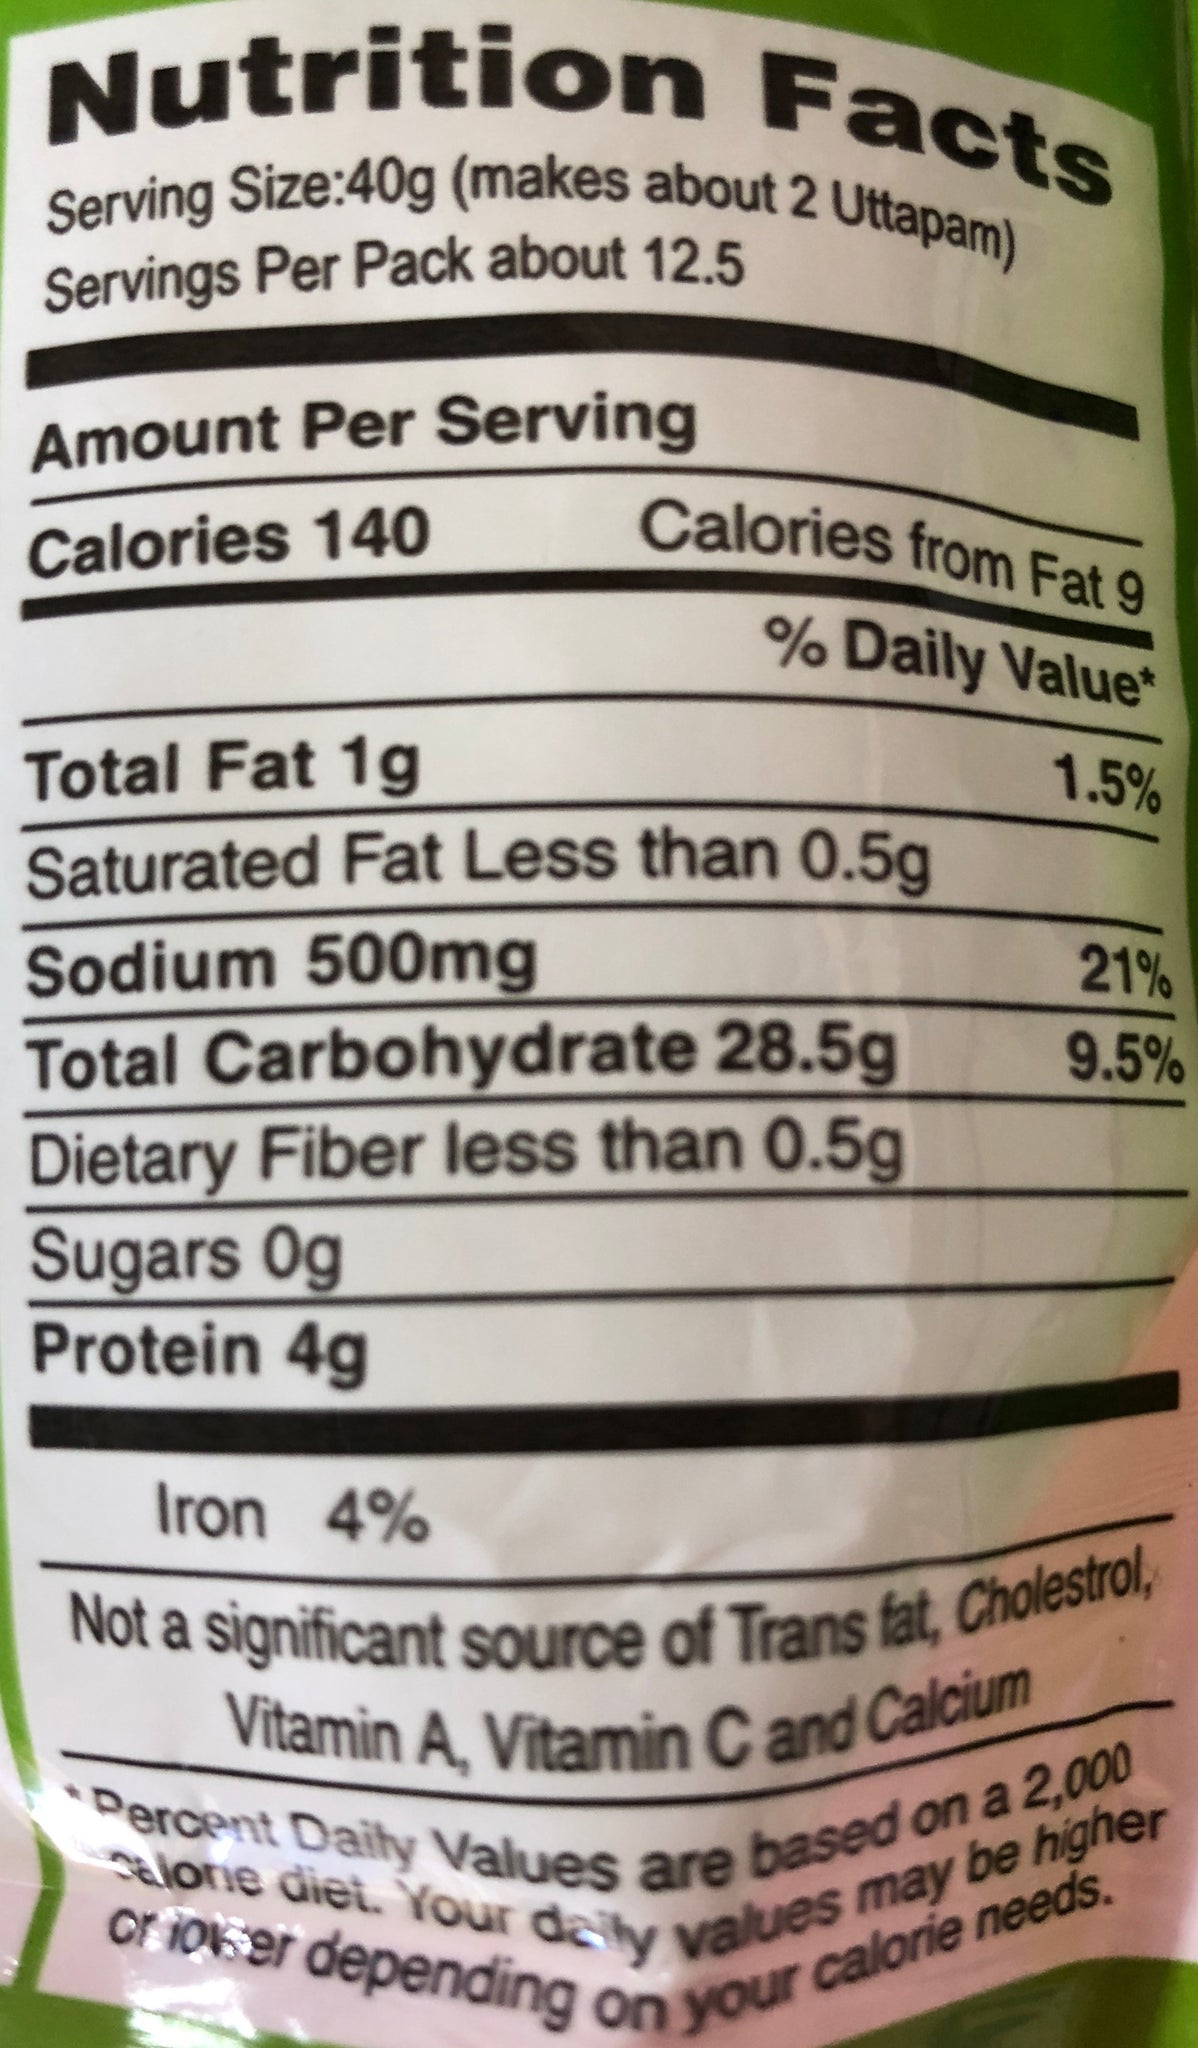 Nutrition Facts
Serving Size:40g (makes about 2 Uttapam)
Servings Per Pack about 12.5
Amount Per Serving
Calories 140 Calories from Fat 9
% Daily Value*
Total Fat 1g 1.5%
Saturated Fat Less than 0.5g
Sodium 500mg 21%
Total Carbohydrate 28.5g 9.5%
Dietary Fiber less than 0.5g
Sugars 0g
Protein 4g
Iron 4%
Not a significant source of Trans fat, Cholestrol,
Vitamin A, Vitamin C and Calcium
* Percent Daily Values are based on a 2,000
calorie diet. Your daily values may be higher
or lower depending on your calorie needs.